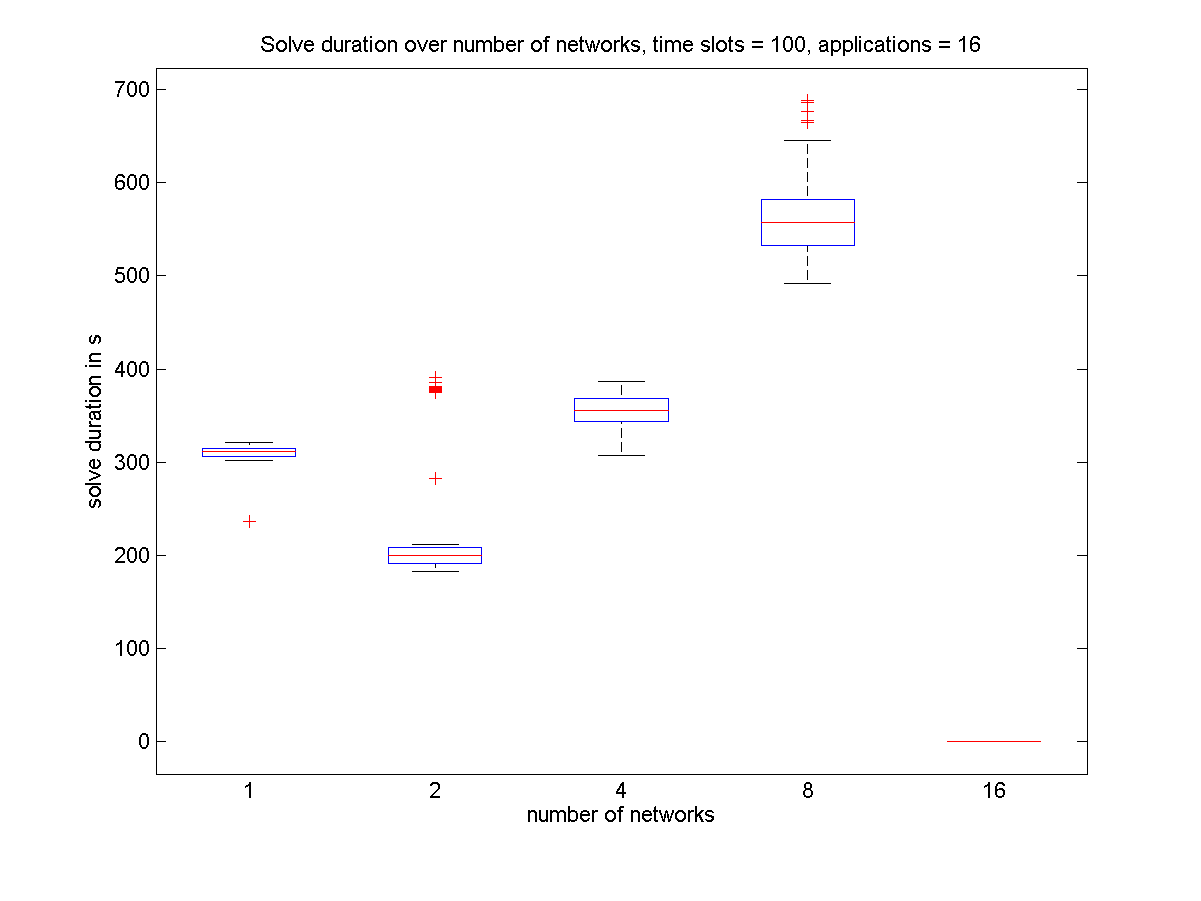 Solve duration over number of networks, time slots = 100, applications = 16
700
600
500
400
300
200
100
0
solve duration in s
1 2 4 8 16
number of networks